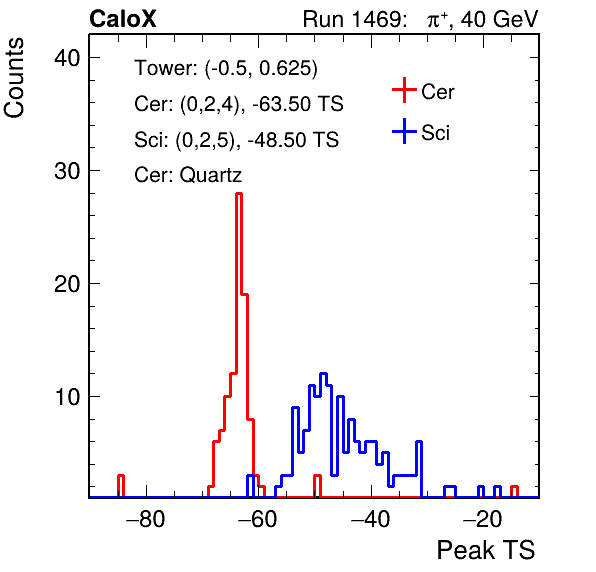 CaloX Run 1469: π⁺, 40 GeV
Counts
Tower: (-0.5, 0.625)
Cer: (0,2,4), -63.50 TS
Sci: (0,2,5), -48.50 TS
Cer: Quartz
Cer
Sci
40
30
20
10
−80 −60 −40 −20
Peak TS